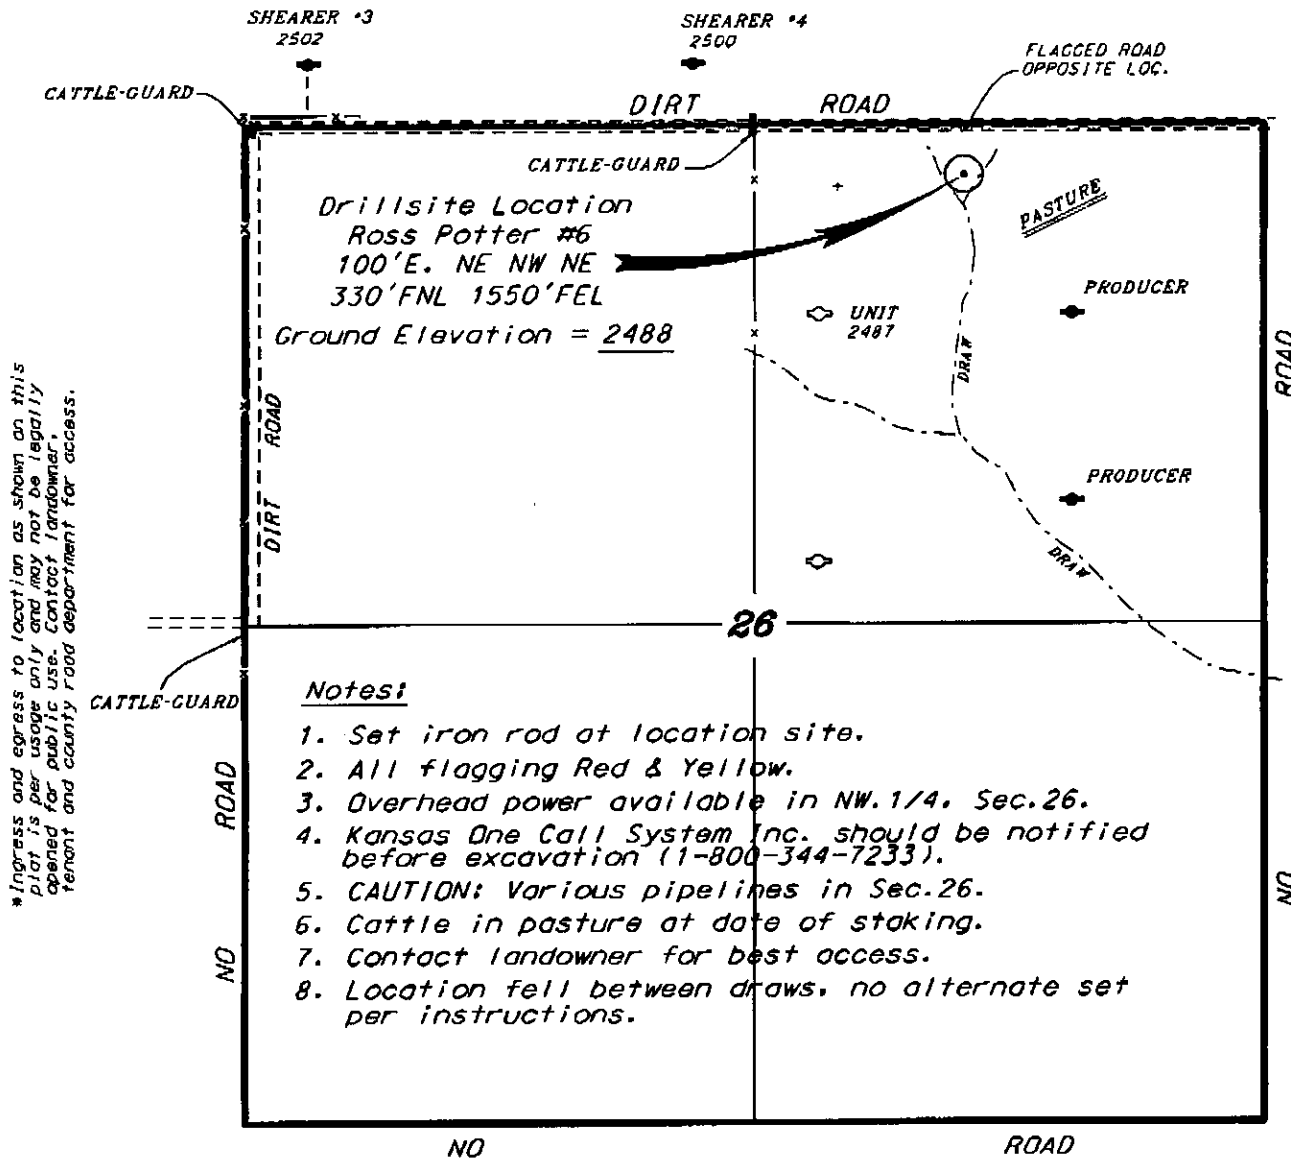 SHEARER #3
2502
SHEARER #4
2500
FLAGGED ROAD
OPPOSITE LOC.
CATTLE-GUARD
DIRT ROAD
CATTLE-GUARD
Drillsite Location
Ross Potter #6
100'E. NE NW NE
330'FNL 1550'FEL
Ground Elevation = 2488
PASTURE
PRODUCER
UNIT
2487
DRAW
ROAD
DIRT ROAD
PRODUCER
DRAW
26
*Ingress and egress to location as shown on this
plat is per usage only and may not be legally
opened for public use. Contact landowner,
tenant and county road department for access.
CATTLE-GUARD
Notes:
1. Set iron rod at location site.
2. All flagging Red & Yellow.
3. Overhead power available in NW.1/4. Sec.26.
4. Kansas One Call System Inc. should be notified
before excavation (1-800-344-7233).
5. CAUTION: Various pipelines in Sec.26.
6. Cattle in pasture at date of staking.
7. Contact landowner for best access.
8. Location fell between draws, no alternate set
per instructions.
NO ROAD
NO
NO ROAD